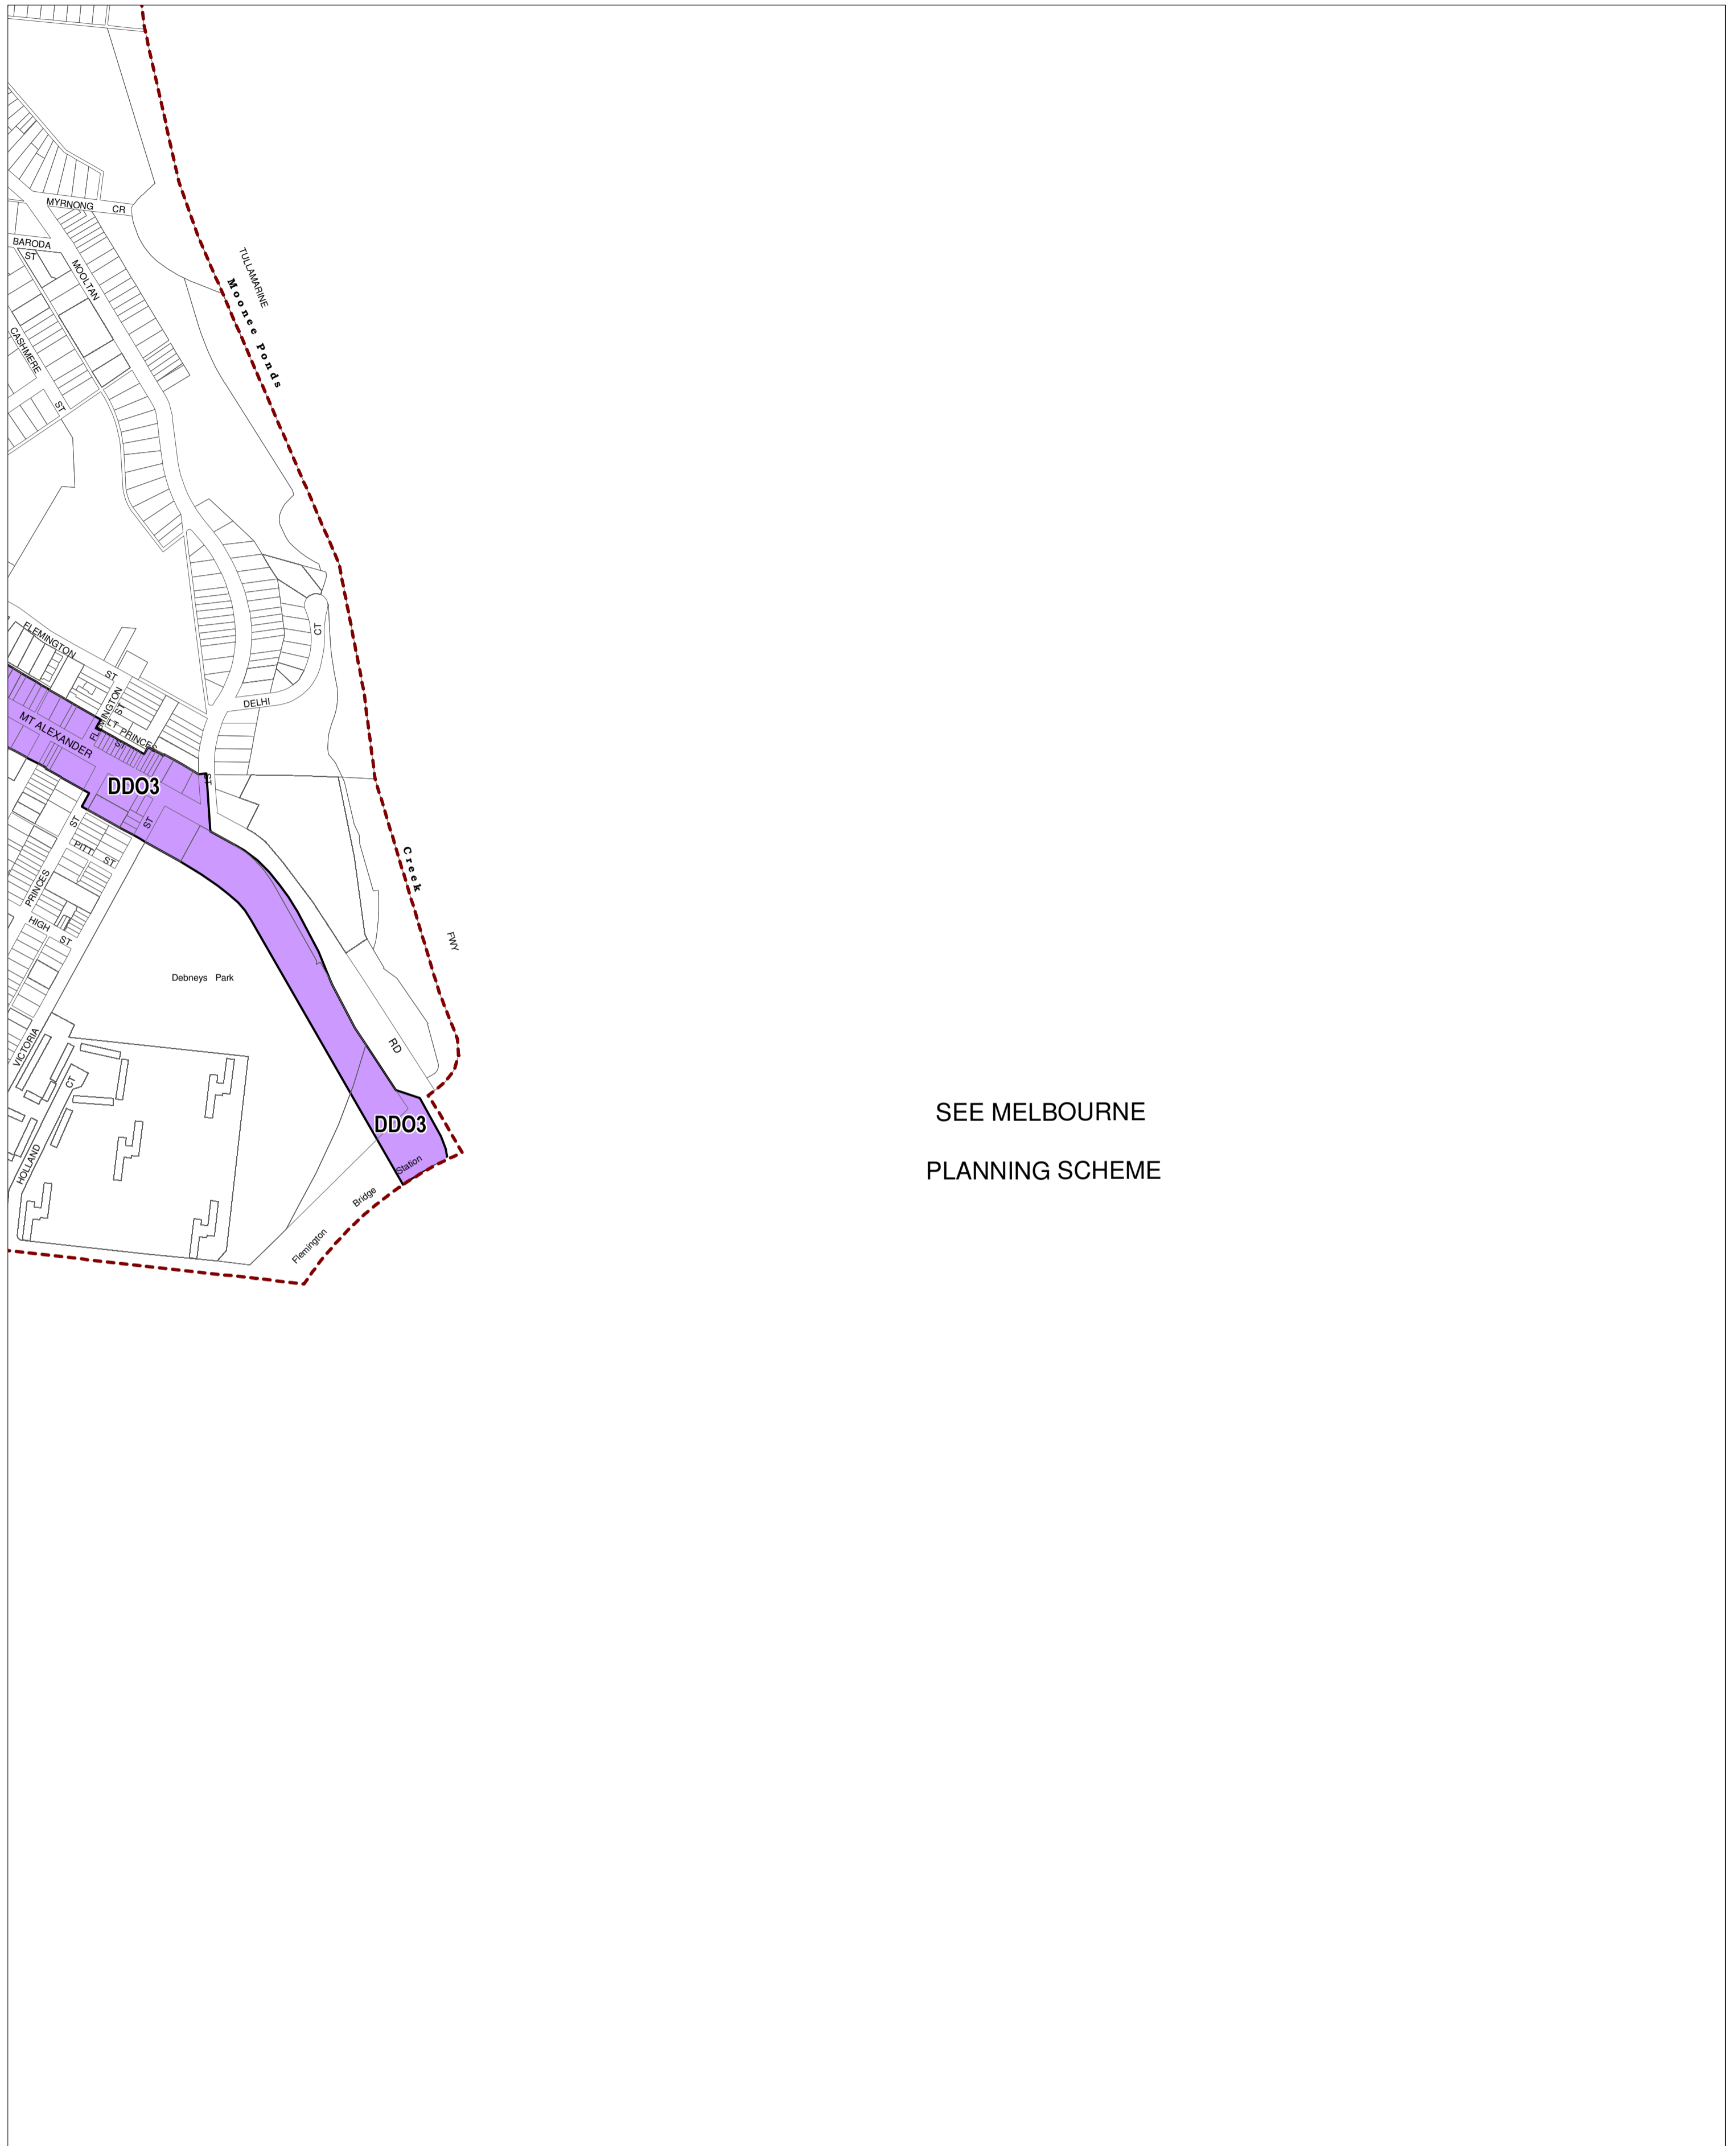 MYRNONG CR
BARODA
ST
MOOLTAN
TULLAMARINE
Moonee Ponds
CASHMERE
ST
FLEMINGTON
ST
CT
DELHI
FLEMINGTON
ST
LT PRINCES
ST
MT ALEXANDER
DDO3
ST
ST
ST
PITT ST
PRINCES
Creek
HIGH
ST
FWY
Debneys Park
VICTORIA
RD
CT
HOLLAND
DDO3
Station
Bridge
Flemington
SEE MELBOURNE
PLANNING SCHEME